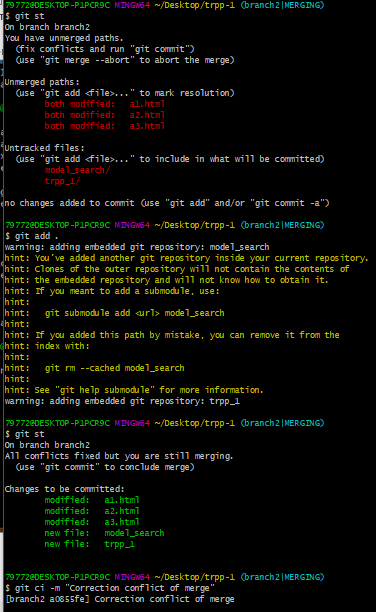 79772@DESKTOP-P1PCR9C MINGW64 ~/Desktop/trpp-1 (branch2|MERGING)
$ git st
On branch branch2
You have unmerged paths.
  (fix conflicts and run "git commit")
  (use "git merge --abort" to abort the merge)

Unmerged paths:
  (use "git add <file>..." to mark resolution)
        both modified:   a1.html
        both modified:   a2.html
        both modified:   a3.html

Untracked files:
  (use "git add <file>..." to include in what will be committed)
        model_search/
        trpp_1/

no changes added to commit (use "git add" and/or "git commit -a")

79772@DESKTOP-P1PCR9C MINGW64 ~/Desktop/trpp-1 (branch2|MERGING)
$ git add .
warning: adding embedded git repository: model_search
hint: You've added another git repository inside your current repository.
hint: Clones of the outer repository will not contain the contents of
hint: the embedded repository and will not know how to obtain it.
hint: If you meant to add a submodule, use:
hint:
hint:   git submodule add <url> model_search
hint:
hint: If you added this path by mistake, you can remove it from the
hint: index with:
hint:
hint:   git rm --cached model_search
hint:
hint: See "git help submodule" for more information.
warning: adding embedded git repository: trpp_1

79772@DESKTOP-P1PCR9C MINGW64 ~/Desktop/trpp-1 (branch2|MERGING)
$ git st
On branch branch2
All conflicts fixed but you are still merging.
  (use "git commit" to conclude merge)

Changes to be committed:
        modified:   a1.html
        modified:   a2.html
        modified:   a3.html
        new file:   model_search
        new file:   trpp_1

79772@DESKTOP-P1PCR9C MINGW64 ~/Desktop/trpp-1 (branch2|MERGING)
$ git ci -m "Correction conflict of merge"
[branch2 a0855fe] Correction conflict of merge